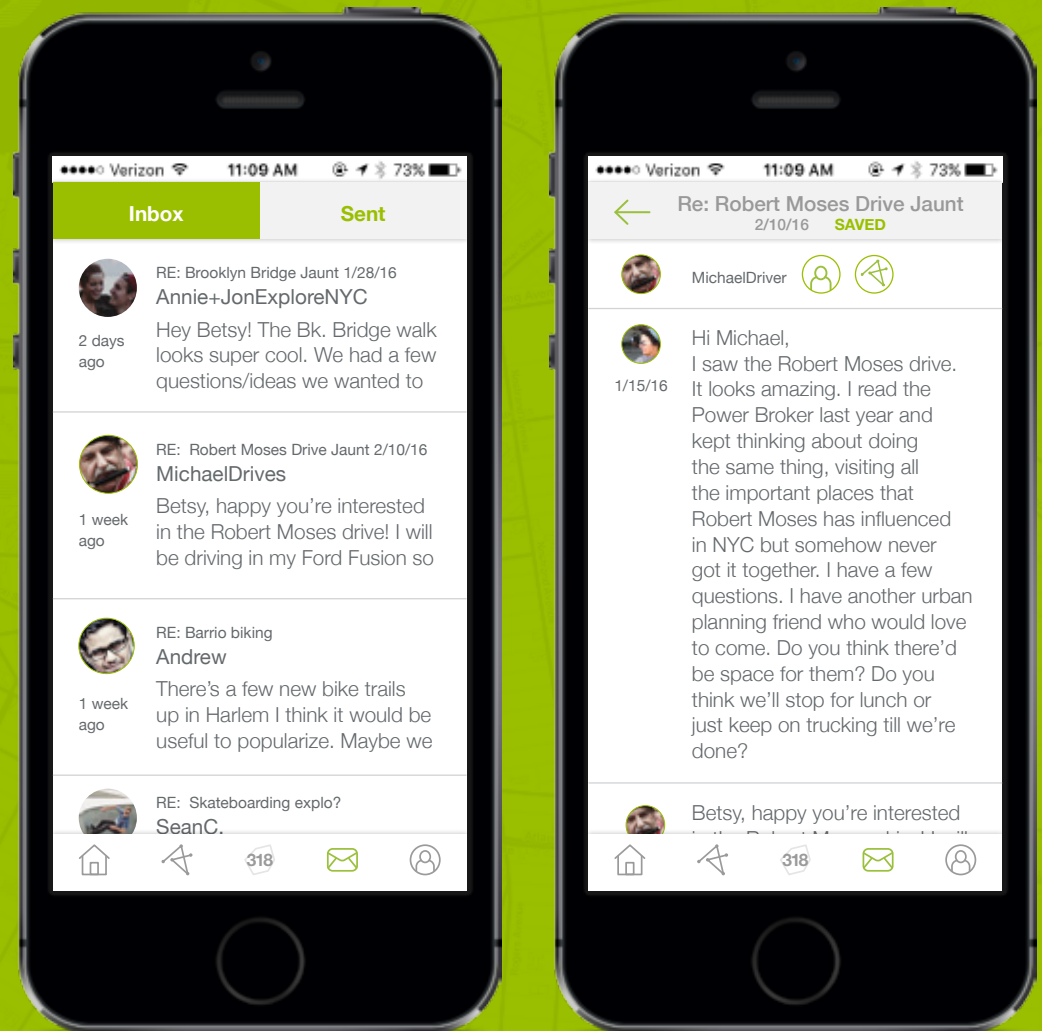 Verizon 11:09 AM 73%
Inbox Sent
RE: Brooklyn Bridge Jaunt 1/28/16
Annie+JonExploreNYC
2 days
ago
Hey Betsy! The Bk. Bridge walk
looks super cool. We had a few
questions/ideas we wanted to
RE:  Robert Moses Drive Jaunt 2/10/16
MichaelDrives
1 week
ago
Betsy, happy you’re interested
in the Robert Moses drive! I will
be driving in my Ford Fusion so
RE: Barrio biking
Andrew
1 week
ago
There’s a few new bike trails
up in Harlem I think it would be
useful to popularize. Maybe we
RE:  Skateboarding explo?
SeanC.
318
Verizon 11:09 AM 73%
Re: Robert Moses Drive Jaunt
2/10/16 SAVED
MichaelDriver
1/15/16
Hi Michael,
I saw the Robert Moses drive.
It looks amazing. I read the
Power Broker last year and
kept thinking about doing
the same thing, visiting all
the important places that
Robert Moses has influenced
in NYC but somehow never
got it together. I have a few
questions. I have another urban
planning friend who would love
to come. Do you think there’d
be space for them? Do you
think we’ll stop for lunch or
just keep on trucking till we’re
done?
Betsy, happy you’re interested
318